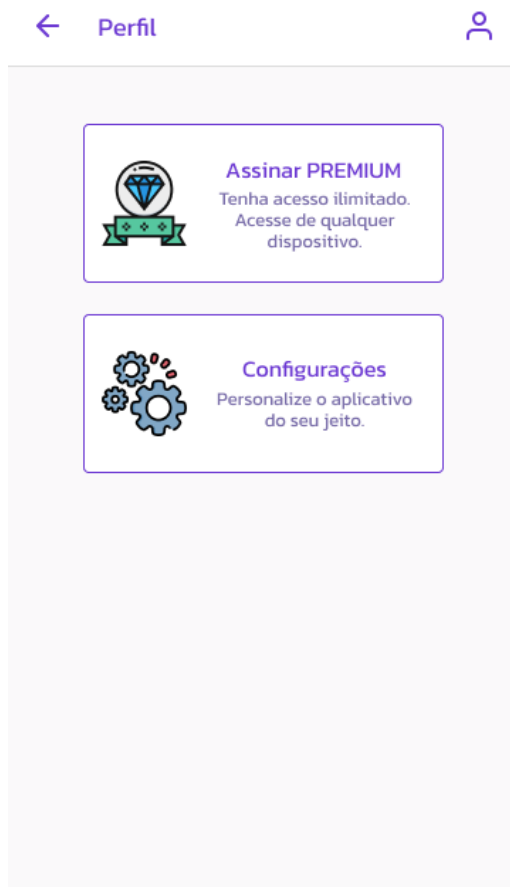 Perfil
Assinar PREMIUM
Tenha acesso ilimitado.
Acesse de qualquer
dispositivo.
Configurações
Personalize o aplicativo
do seu jeito.